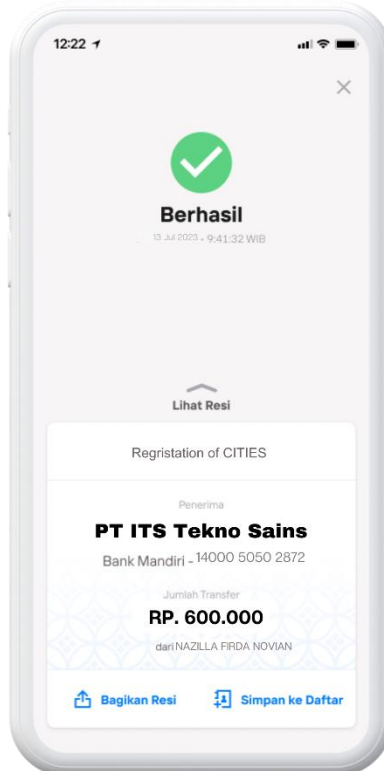 12:22
Berhasil
13 Jul 2023 - 9:41:32 WIB
Lihat Resi
Regristation of CITIES
Penerima
PT ITS Tekno Sains
Bank Mandiri - 14000 5050 2872
Jumlah Transfer
RP. 600.000
dari NAZILLA FIRDA NOVIAN
Bagikan Resi Simpan ke Daftar